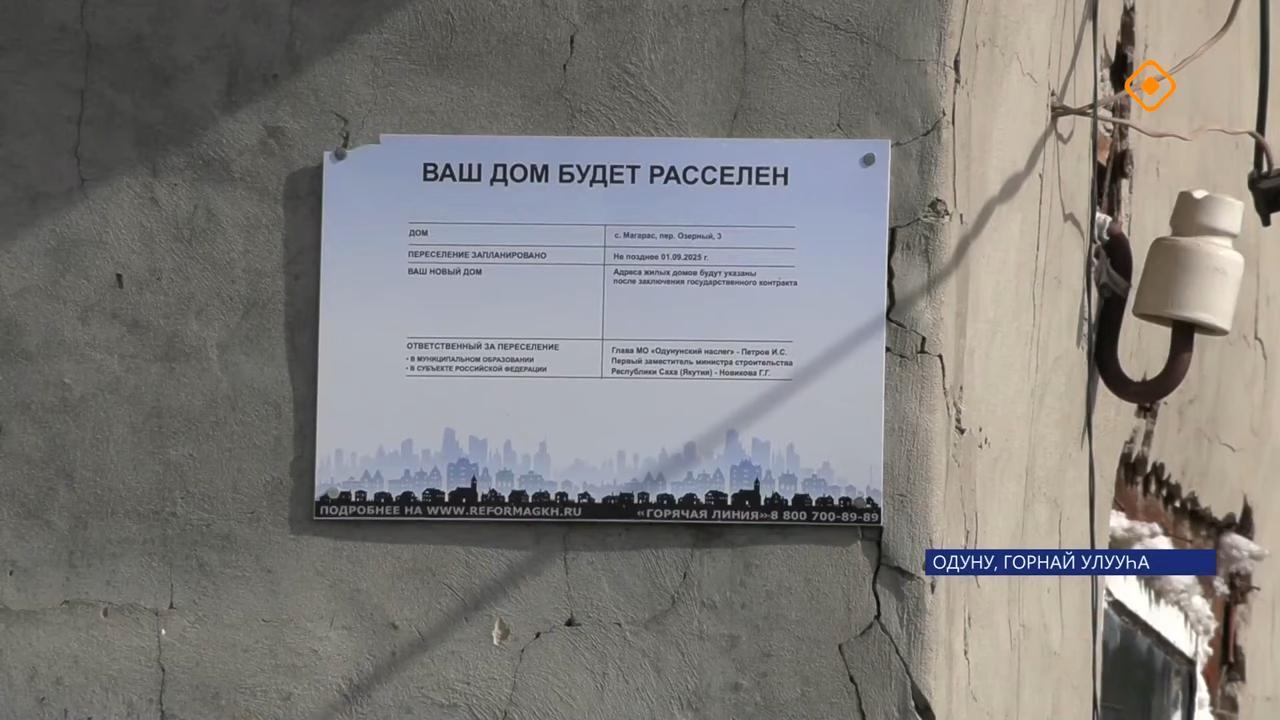 ВАШ ДОМ БУДЕТ РАССЕЛЕН
ДОМ
с. Магарас, пер. Озерный, 3
ПЕРЕСЕЛЕНИЕ ЗАПЛАНИРОВАНО
Не позднее 01.09.2025 г.
ВАШ НОВЫЙ ДОМ
Адреса жилых домов будут указаны
после заключения государственного контракта
ОТВЕТСТВЕННЫЙ ЗА ПЕРЕСЕЛЕНИЕ
• В МУНИЦИПАЛЬНОМ ОБРАЗОВАНИИ
• В СУБЪЕКТЕ РОССИЙСКОЙ ФЕДЕРАЦИИ
Глава МО «Одунунский наслег» - Петров И.С.
Первый заместитель министра строительства
Республики Саха (Якутия) - Новикова Г.Г.
ПОДРОБНЕЕ НА WWW.REFORMAGKH.RU
«ГОРЯЧАЯ ЛИНИЯ»8 800 700-89-89
ОДУНУ, ГОРНАЙ УЛУУҺА